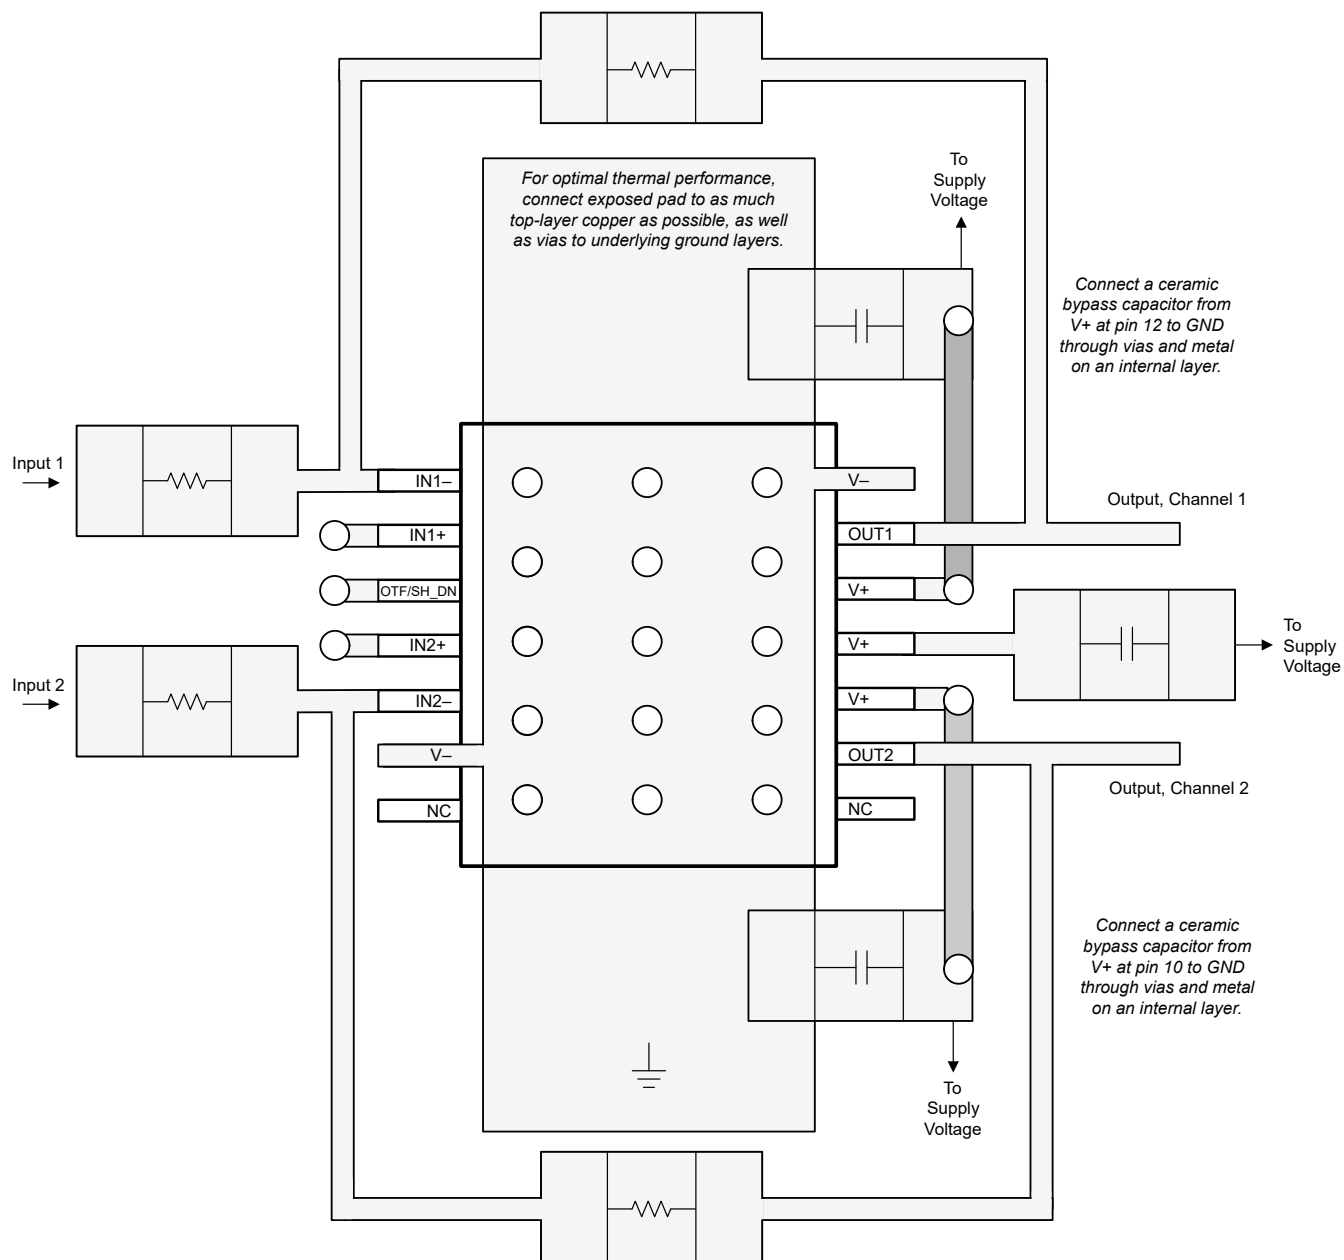 For optimal thermal performance,
connect exposed pad to as much
top-layer copper as possible, as well
as vias to underlying ground layers.
To
Supply
Voltage
Connect a ceramic
bypass capacitor from
V+ at pin 12 to GND
through vias and metal
on an internal layer.
Input 1
IN1–
IN1+
OTF/SH_DN
IN2+
Input 2
IN2–
V–
NC
V–
OUT1
V+
V+
V+
OUT2
NC
Output, Channel 1
To
Supply
Voltage
Output, Channel 2
Connect a ceramic
bypass capacitor from
V+ at pin 10 to GND
through vias and metal
on an internal layer.
To
Supply
Voltage